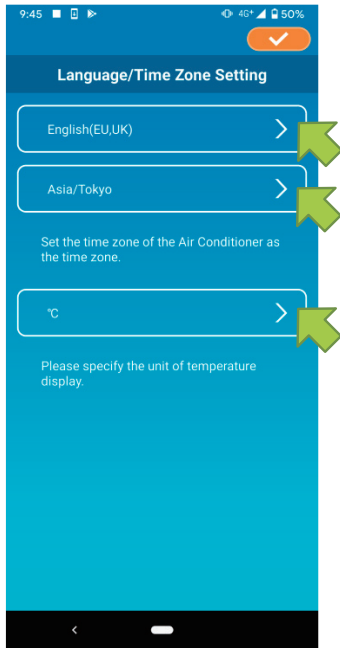 9:45 4G+ 50%
Language/Time Zone Setting
English(EU,UK)
Asia/Tokyo
Set the time zone of the Air Conditioner as
the time zone.
℃
Please specify the unit of temperature
display.